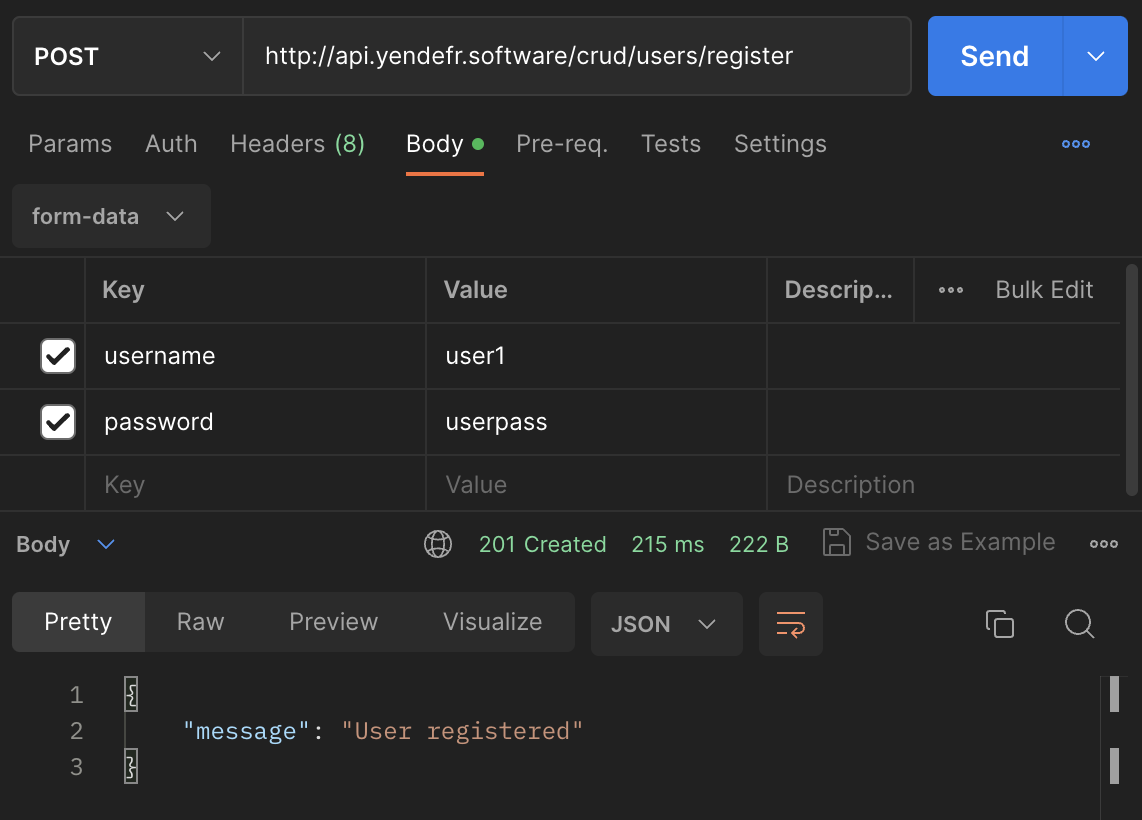 POST http://api.yendefr.software/crud/users/register Send
Params Auth Headers (8) Body Pre-req. Tests Settings
form-data
Key Value Descrip... Bulk Edit
username user1
password userpass
Key Value Description
Body 201 Created 215 ms 222 B Save as Example
Pretty Raw Preview Visualize JSON
1 {
2 "message": "User registered"
3 }